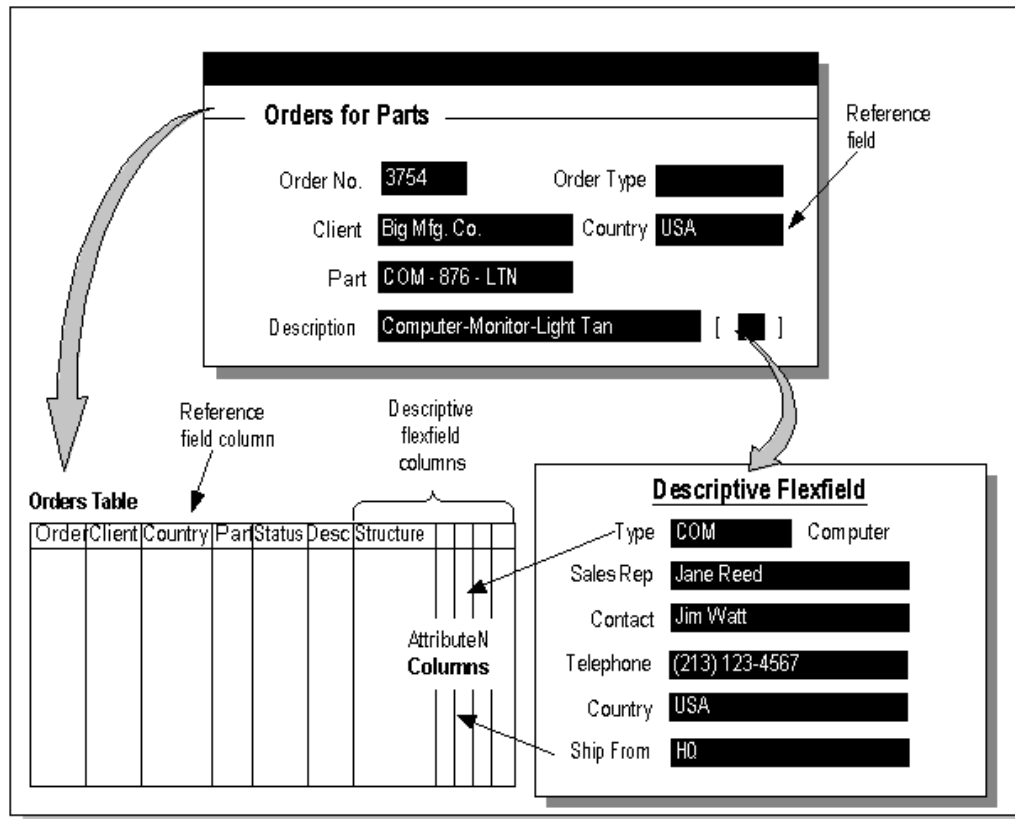 Orders for Parts
Reference
field
Order No. 3754 Order Type
Client Big Mfg. Co. Country USA
Part COM - 876 - LTN
Description Computer-Monitor-Light Tan [ ]
Reference
field column
Descriptive
flexfield
columns
Orders Table
Order Client Country Part Status Desc Structure
AttributeN
Columns
Descriptive Flexfield
Type COM Computer
Sales Rep Jane Reed
Contact Jim Watt
Telephone (213) 123-4567
Country USA
Ship From HQ